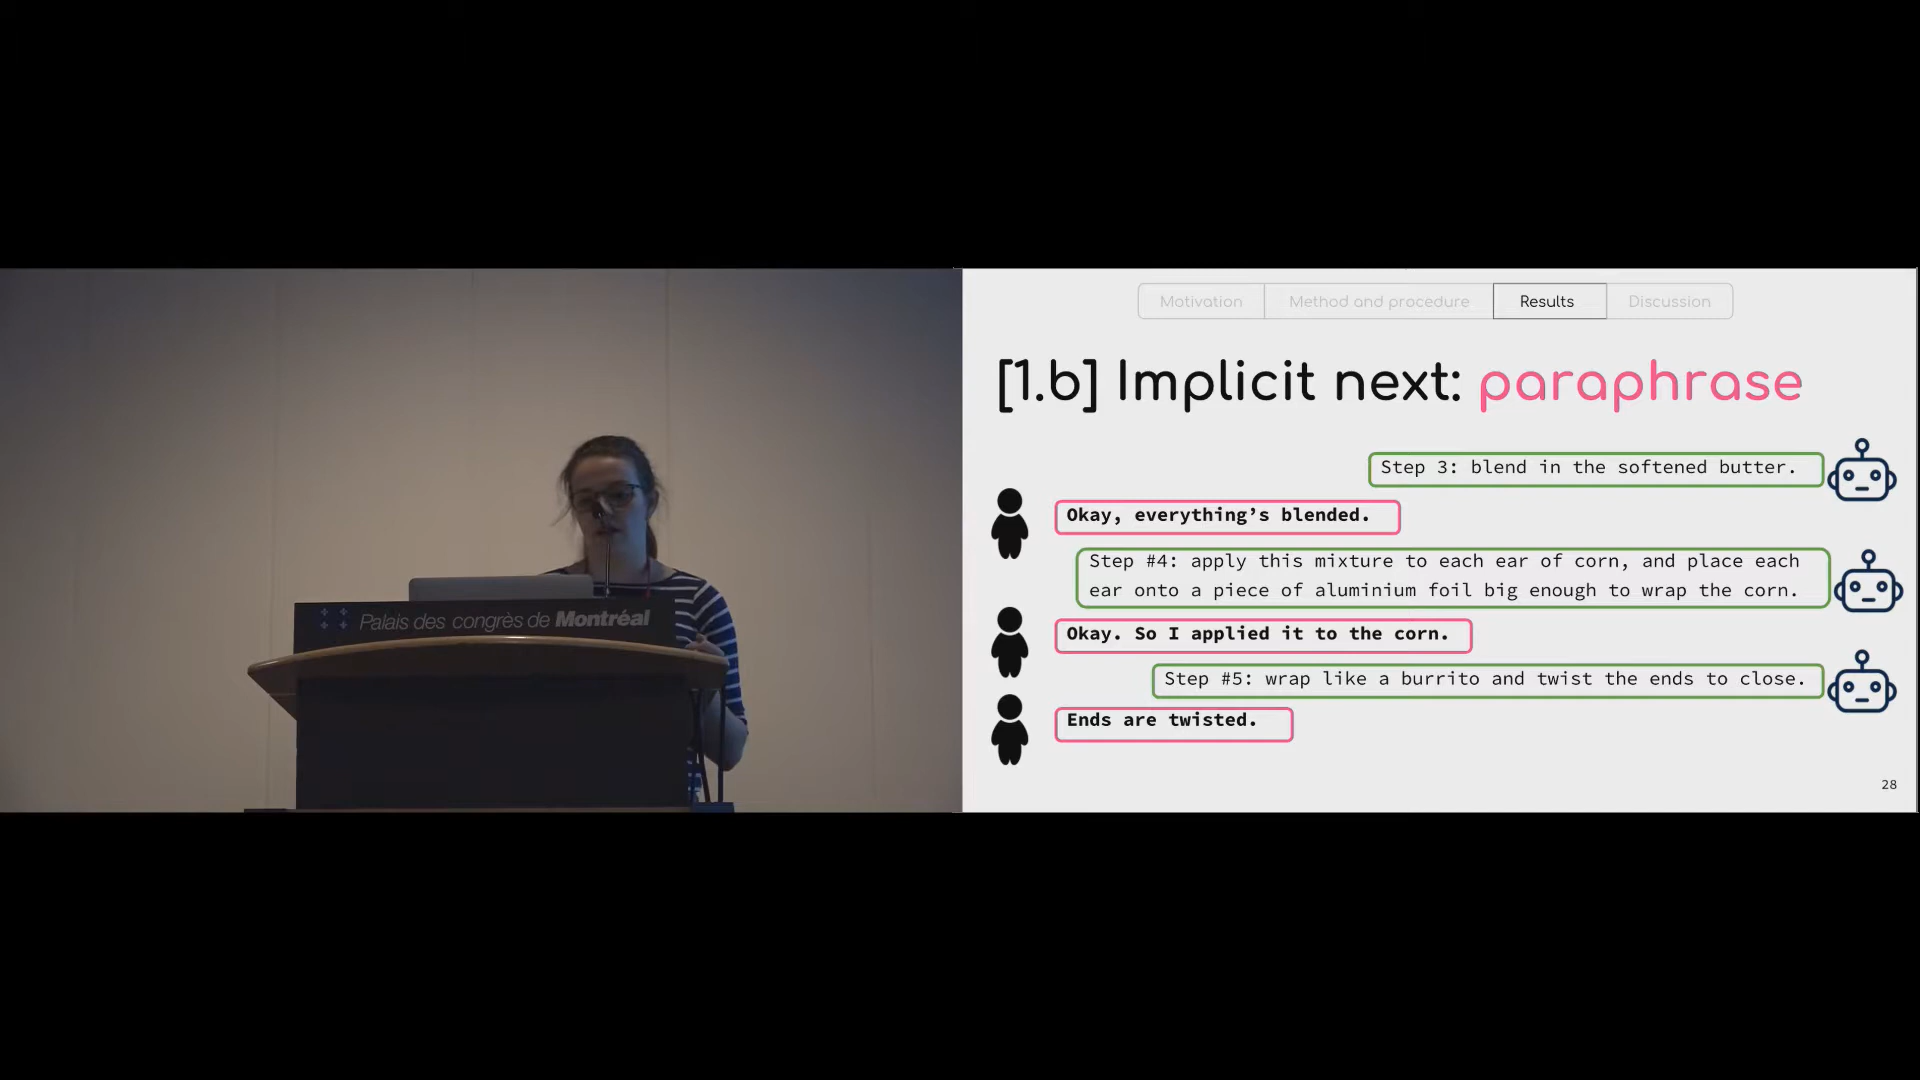 Palais des congrès de Montréal
Motivation
Method and procedure
Results
Discussion
[1.b] Implicit next: paraphrase
Step 3: blend in the softened butter.
Okay, everything’s blended.
Step #4: apply this mixture to each ear of corn, and place each
ear onto a piece of aluminium foil big enough to wrap the corn.
Okay. So I applied it to the corn.
Step #5: wrap like a burrito and twist the ends to close.
Ends are twisted.
28